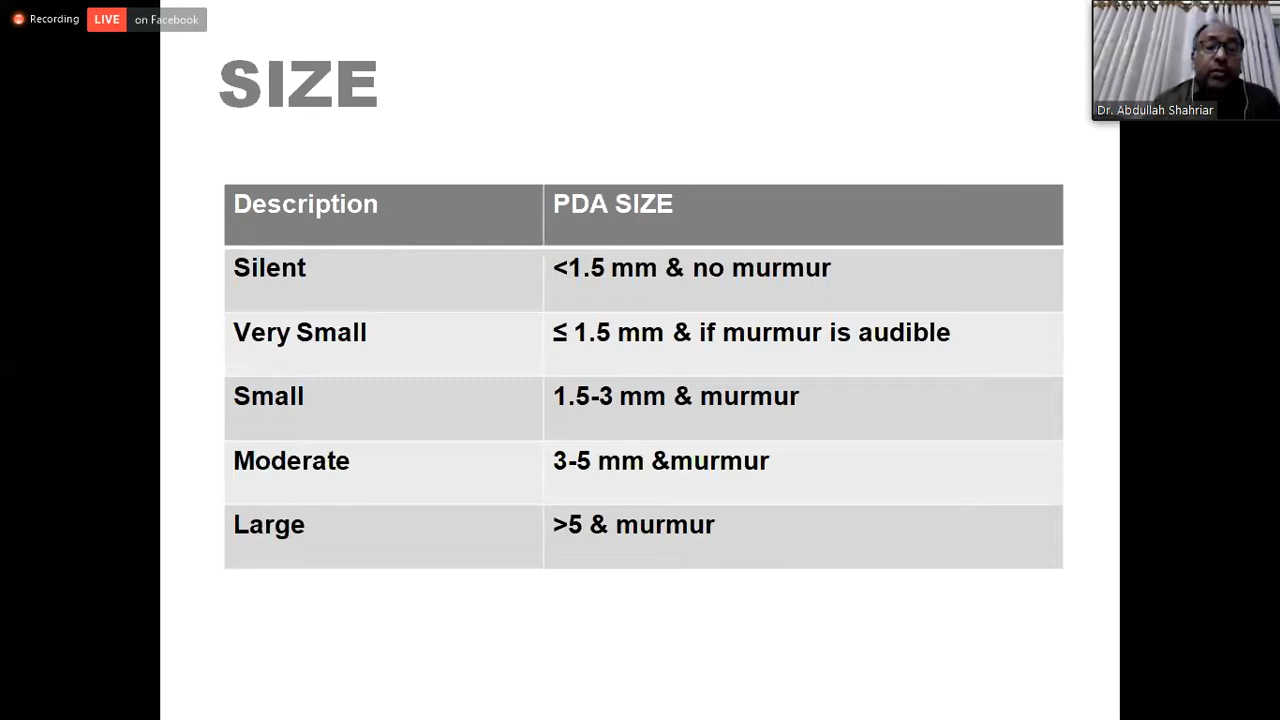 Recording
LIVE on Facebook
Dr. Abdullah Shahriar
SIZE
Description PDA SIZE
Silent <1.5 mm & no murmur
Very Small ≤ 1.5 mm & if murmur is audible
Small 1.5-3 mm & murmur
Moderate 3-5 mm &murmur
Large >5 & murmur